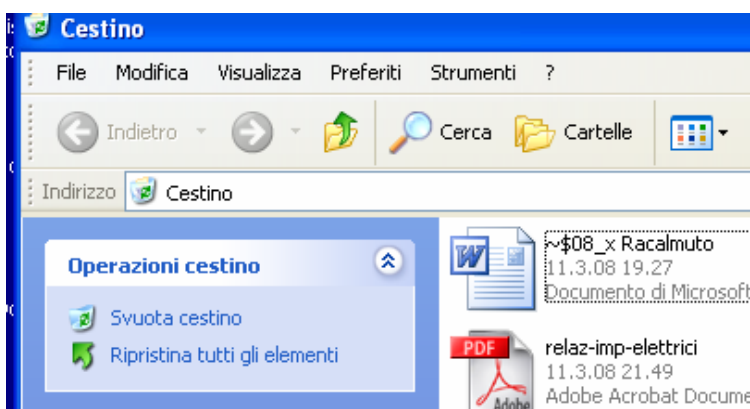 Cestino
File Modifica Visualizza Preferiti Strumenti ?
Indietro Cerca Cartelle
Indirizzo Cestino
Operazioni cestino
Svuota cestino
Ripristina tutti gli elementi
~$08_x Racalmuto
11.3.08 19.27
Documento di Microsoft
PDF
Adobe
relaz-imp-elettrici
11.3.08 21.49
Adobe Acrobat Docume